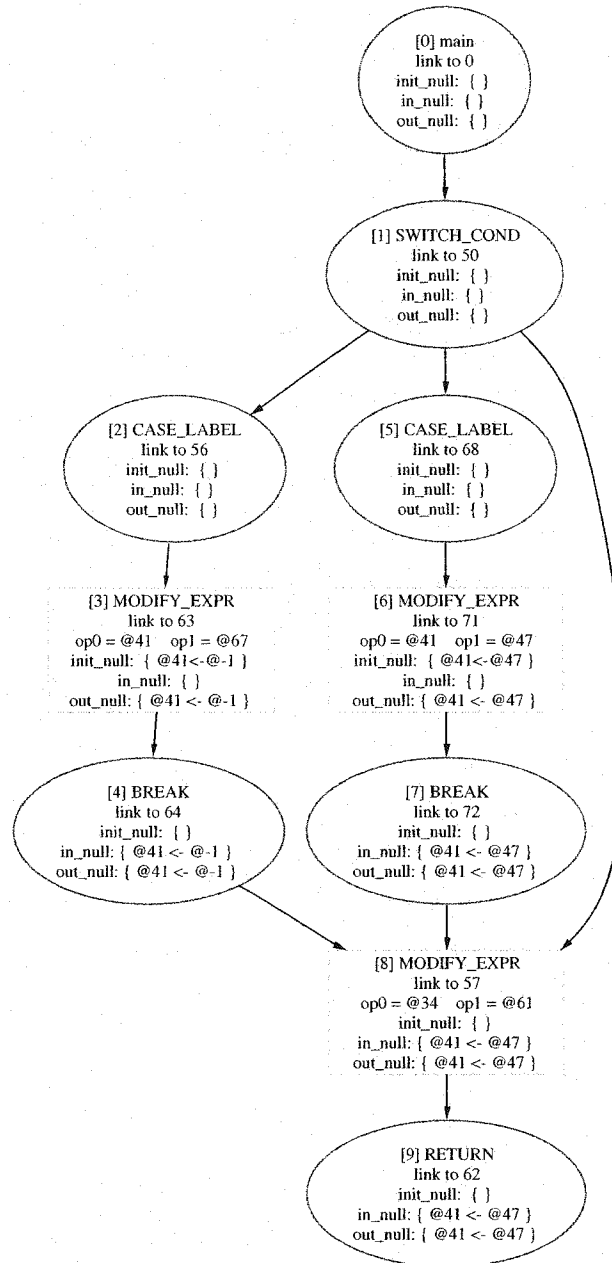 [0] main
link to 0
init_null: { }
in_null: { }
out_null: { }
[1] SWITCH_COND
link to 50
init_null: { }
in_null: { }
out_null: { }
[2] CASE_LABEL
link to 56
init_null: { }
in_null: { }
out_null: { }
[5] CASE_LABEL
link to 68
init_null: { }
in_null: { }
out_null: { }
[3] MODIFY_EXPR
link to 63
op0 = @41 op1 = @67
init_null: { @41<-@-1 }
in_null: { }
out_null: { @41 <- @-1 }
[6] MODIFY_EXPR
link to 71
op0 = @41 op1 = @47
init_null: { @41<-@47 }
in_null: { }
out_null: { @41 <- @47 }
[4] BREAK
link to 64
init_null: { }
in_null: { @41 <- @-1 }
out_null: { @41 <- @-1 }
[7] BREAK
link to 72
init_null: { }
in_null: { @41 <- @47 }
out_null: { @41 <- @47 }
[8] MODIFY_EXPR
link to 57
op0 = @34 op1 = @61
init_null: { }
in_null: { @41 <- @47 }
out_null: { @41 <- @47 }
[9] RETURN
link to 62
init_null: { }
in_null: { @41 <- @47 }
out_null: { @41 <- @47 }